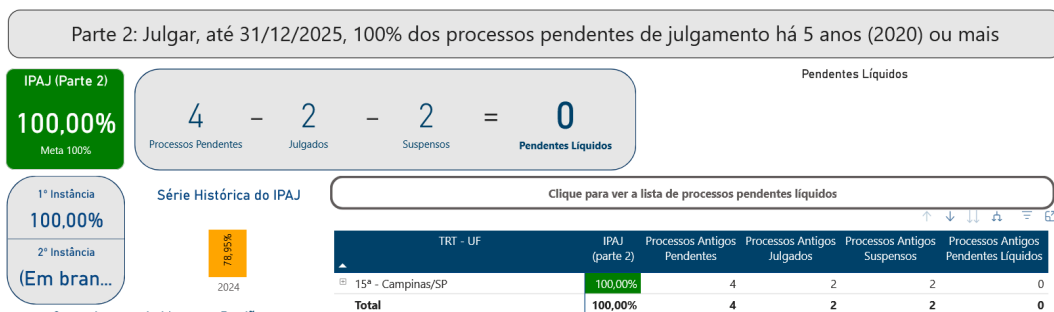 Parte 2: Julgar, até 31/12/2025, 100% dos processos pendentes de julgamento há 5 anos (2020) ou mais
IPAJ (Parte 2)
100,00%
Meta 100%
4 – 2 – 2 = 0
Processos Pendentes Julgados Suspensos Pendentes Líquidos
Pendentes Líquidos
1ª Instância
100,00%
2ª Instância
(Em bran...
Série Histórica do IPAJ
78,95%
2024
Clique para ver a lista de processos pendentes líquidos
TRT - UF IPAJ (parte 2) Processos Antigos Pendentes Processos Antigos Julgados Processos Antigos Suspensos Processos Antigos Pendentes Líquidos
15ª - Campinas/SP 100,00% 4 2 2 0
Total 100,00% 4 2 2 0